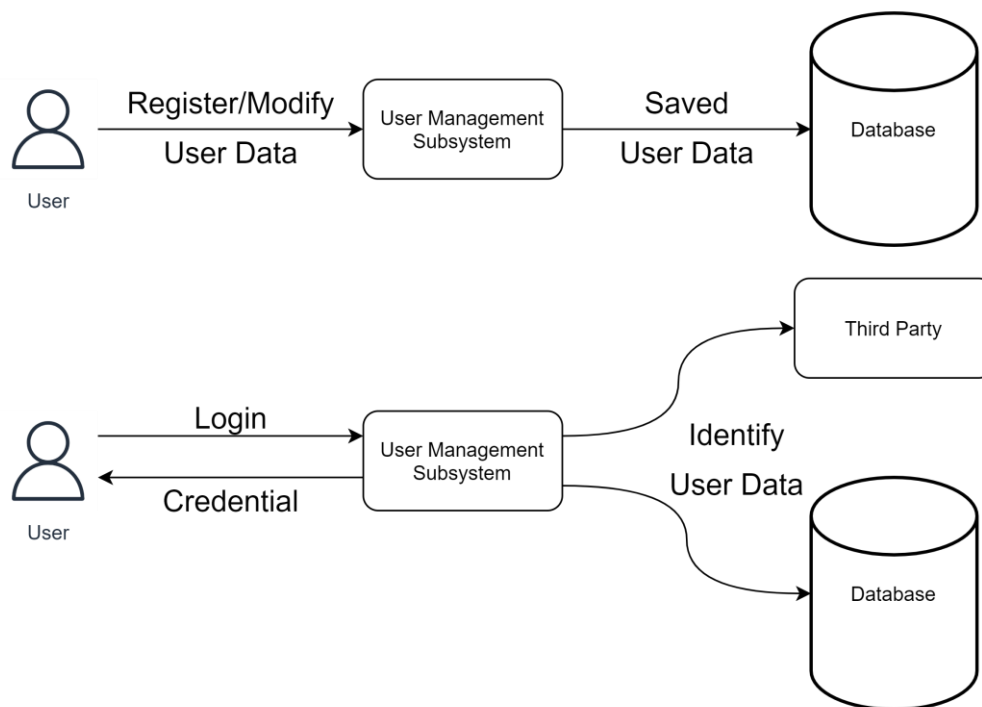 Register/Modify
User Data
User Management
Subsystem
Saved
User Data
Database
User
Third Party
Login
Credential
User Management
Subsystem
Identify
User Data
Database
User